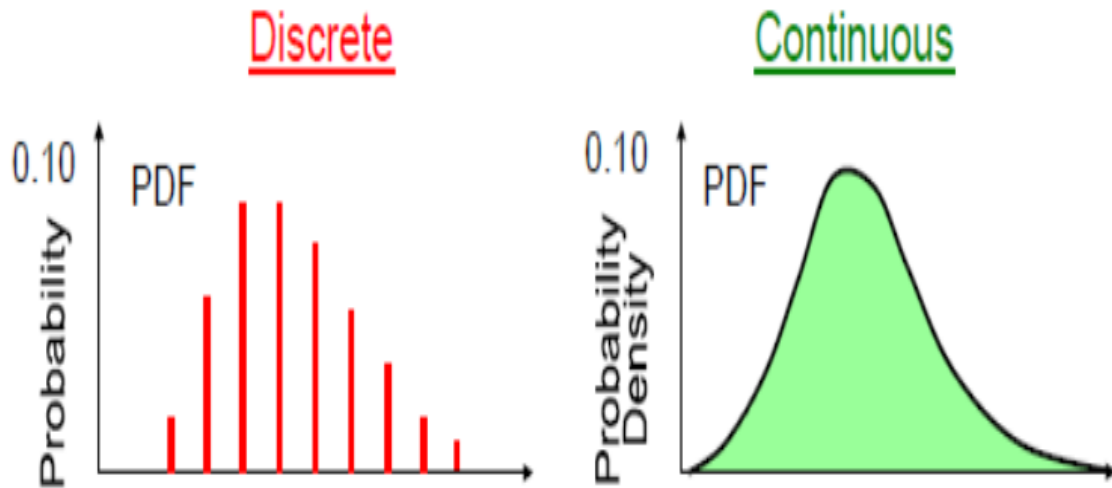 Discrete
Continuous
0.10
PDF
Probability
0.10
PDF
Probability
Density